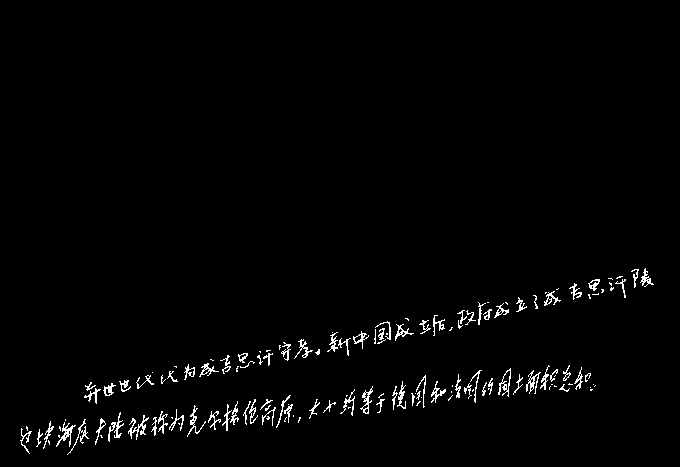 并世世代代为成吉思汗守孝。新中国成立后,政府成立了成吉思汗陵
这块海底大陆被称为克尔格伦高原,大小约等于德国和法国的国土面积总和。